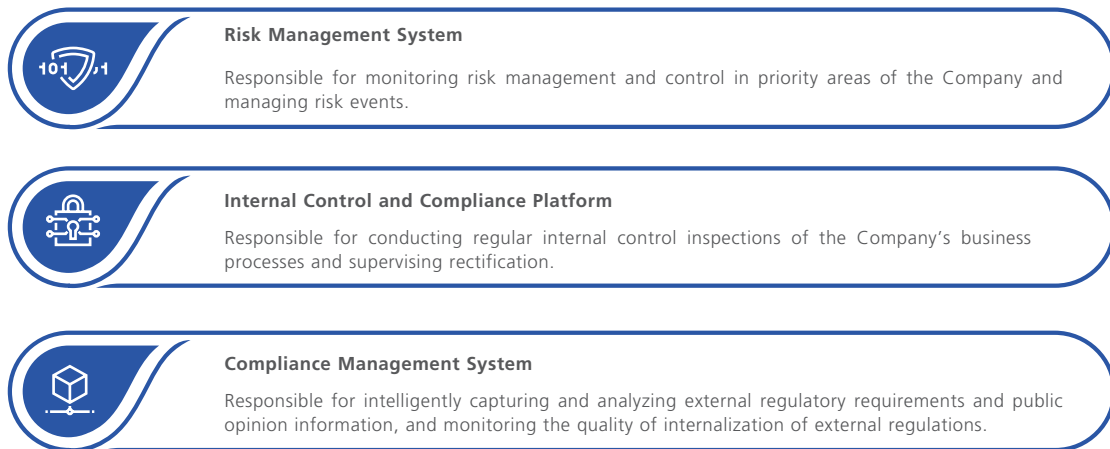 Risk Management System
101 1
Responsible for monitoring risk management and control in priority areas of the Company and
managing risk events.
Internal Control and Compliance Platform
Responsible for conducting regular internal control inspections of the Company’s business
processes and supervising rectification.
Compliance Management System
Responsible for intelligently capturing and analyzing external regulatory requirements and public
opinion information, and monitoring the quality of internalization of external regulations.